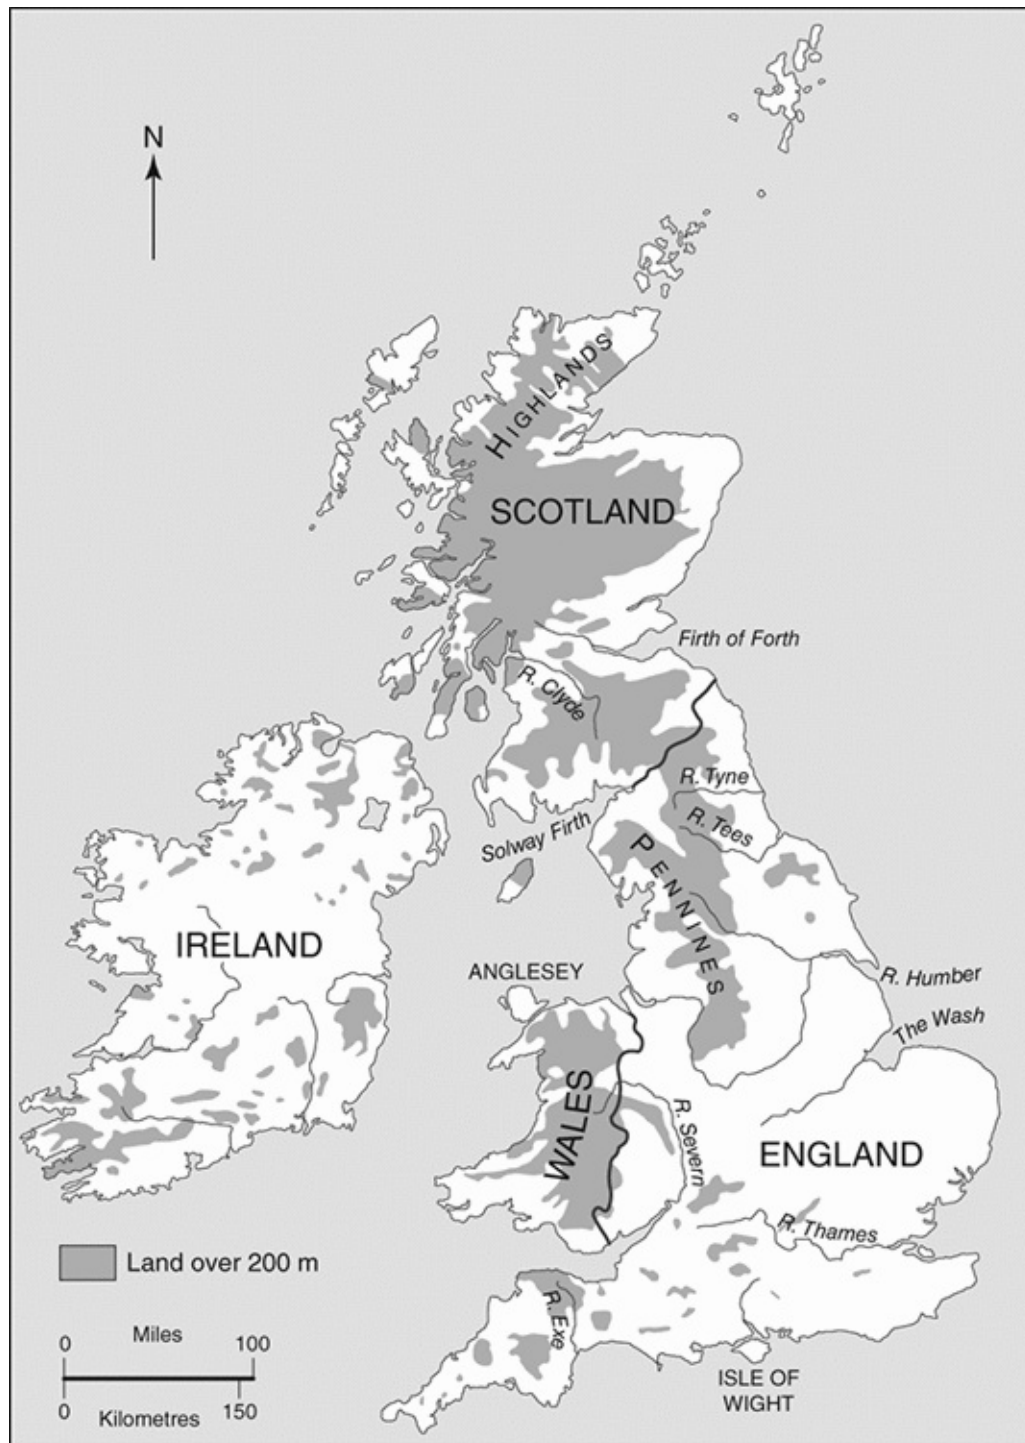 N
HIGHLANDS
SCOTLAND
Firth of Forth
R. Clyde
R. Tyne
R. Tees
Solway Firth
PENNINES
IRELAND
ANGLESEY
R. Humber
The Wash
WALES
R. Severn
ENGLAND
R. Thames
Land over 200 m
R. Exe
0 Miles 100
0 Kilometres 150
ISLE OF
WIGHT